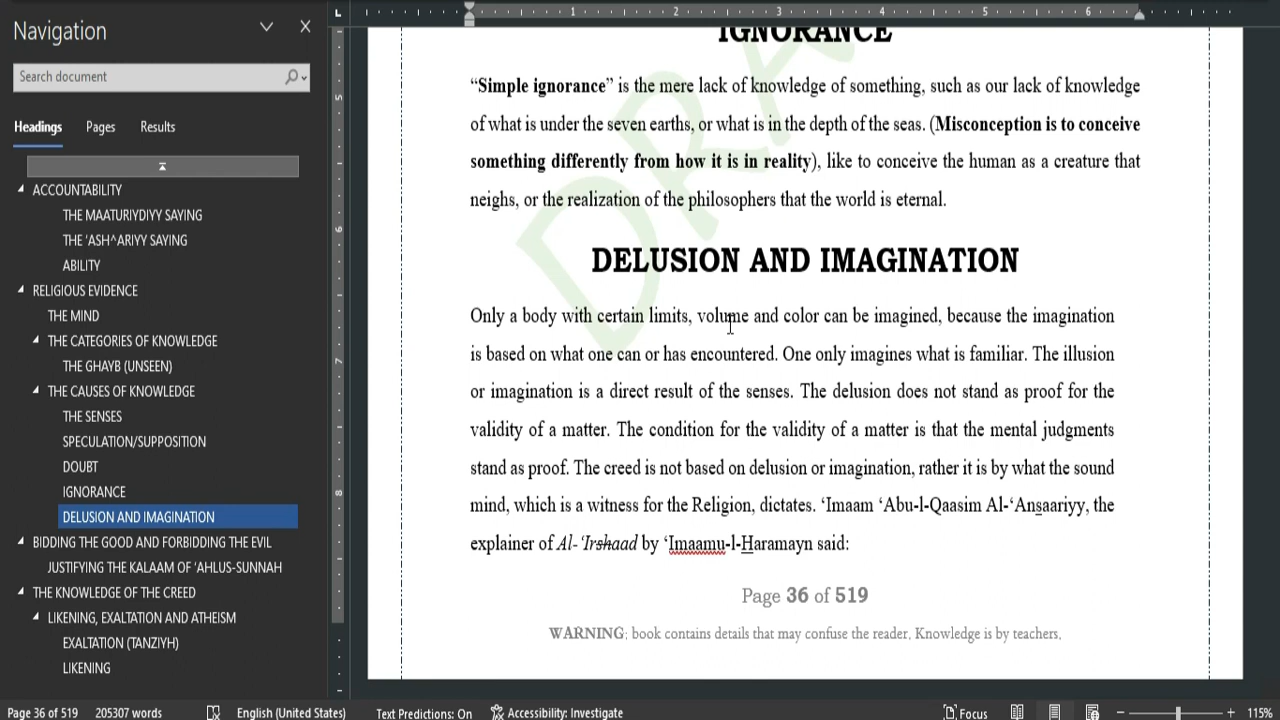 Navigation
Search document
Headings
Pages
Results
ACCOUNTABILITY
THE MAATURIYDIYY SAYING
THE 'ASH^ARIYY SAYING
ABILITY
RELIGIOUS EVIDENCE
THE MIND
THE CATEGORIES OF KNOWLEDGE
THE GHAYB (UNSEEN)
THE CAUSES OF KNOWLEDGE
THE SENSES
SPECULATION/SUPPOSITION
DOUBT
IGNORANCE
DELUSION AND IMAGINATION
BIDDING THE GOOD AND FORBIDDING THE EVIL
JUSTIFYING THE KALAAM OF 'AHLUS-SUNNAH
THE KNOWLEDGE OF THE CREED
LIKENING, EXALTATION AND ATHEISM
EXALTATION (TANZIYH)
LIKENING
L
1 2 3 4 5 6
5
6
7
8
IGNORANCE
“Simple ignorance” is the mere lack of knowledge of something, such as our lack of knowledge
of what is under the seven earths, or what is in the depth of the seas. (Misconception is to conceive
something differently from how it is in reality), like to conceive the human as a creature that
neighs, or the realization of the philosophers that the world is eternal.
DELUSION AND IMAGINATION
Only a body with certain limits, volume and color can be imagined, because the imagination
is based on what one can or has encountered. One only imagines what is familiar. The illusion
or imagination is a direct result of the senses. The delusion does not stand as proof for the
validity of a matter. The condition for the validity of a matter is that the mental judgments
stand as proof. The creed is not based on delusion or imagination, rather it is by what the sound
mind, which is a witness for the Religion, dictates. ‘Imaam ‘Abu-l-Qaasim Al-‘Ansaariyy, the
explainer of Al-‘Irshaad by ‘Imaamu-l-Haramayn said:
Page 36 of 519
WARNING; book contains details that may confuse the reader. Knowledge is by teachers.
DRA
Page 36 of 519
205307 words
English (United States)
Text Predictions: On
Accessibility: Investigate
Focus
115%